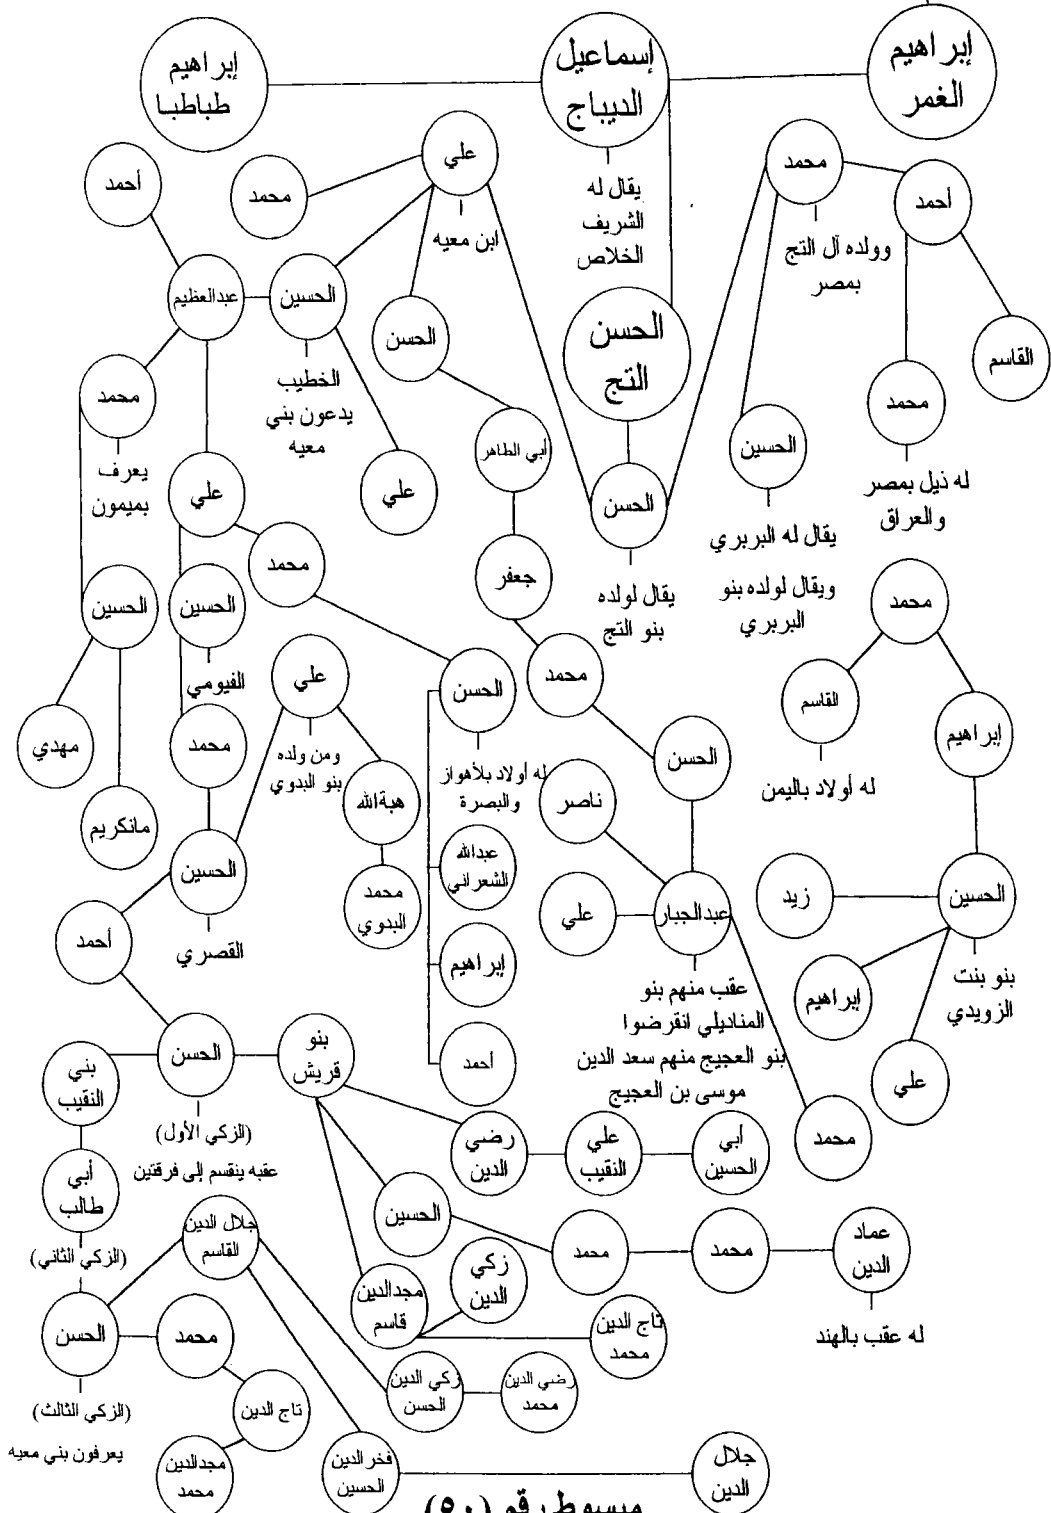 إبراهيم
الغمر
إسماعيل
الديباج
إبراهيم
طباطبا
يقال له
الشريف
الخلاص
محمد
وولده آل التج
بمصر
أحمد
القاسم
محمد
له ذيل بمصر
والعراق
الحسين
يقال له البربري
ويقال لولده بنو
البربري
علي
ابن معيه
محمد
أحمد
عبدالعظيم
الحسين
الخطيب
يدعون بني
معيه
الحسن
الحسن
التج
محمد
يعرف
بميمون
علي
علي
أبي الطاهر
الحسن
يقال لولده
بنو التج
محمد
جعفر
محمد
الحسين
الحسين
الفيومي
علي
ومن ولده
بنو البدوي
الحسن
له أولاد بلأهواز
والبصرة
محمد
القاسم
له أولاد باليمن
إبراهيم
مهدي
محمد
هبة الله
ناصر
الحسن
مانكريم
الحسين
القصري
محمد
البدوي
عبدالله
الشعراني
علي
عبدالجبار
عقب منهم بنو
المناديلي انقرضوا
بنو العجيج منهم سعد الدين
موسى بن العجيج
زيد
الحسين
بنو بنت
الزويدي
أحمد
إبراهيم
إبراهيم
علي
أحمد
محمد
بني
النقيب
الحسن
(الزكي الأول)
عقبه ينقسم إلى فرقتين
بنو
قريش
رضي
الدين
علي
النقيب
أبي
الحسين
أبي
طالب
(الزكي الثاني)
جلال الدين
القاسم
الحسين
محمد
محمد
عماد
الدين
له عقب بالهند
الحسن
(الزكي الثالث)
يعرفون بني معيه
محمد
مجدالدين
قاسم
زكي
الدين
تاج الدين
محمد
تاج الدين
زكي الدين
الحسن
رضي الدين
محمد
مجدالدين
محمد
فخر الدين
الحسين
جلال
الدين
مبسوط رقم (٥٠)